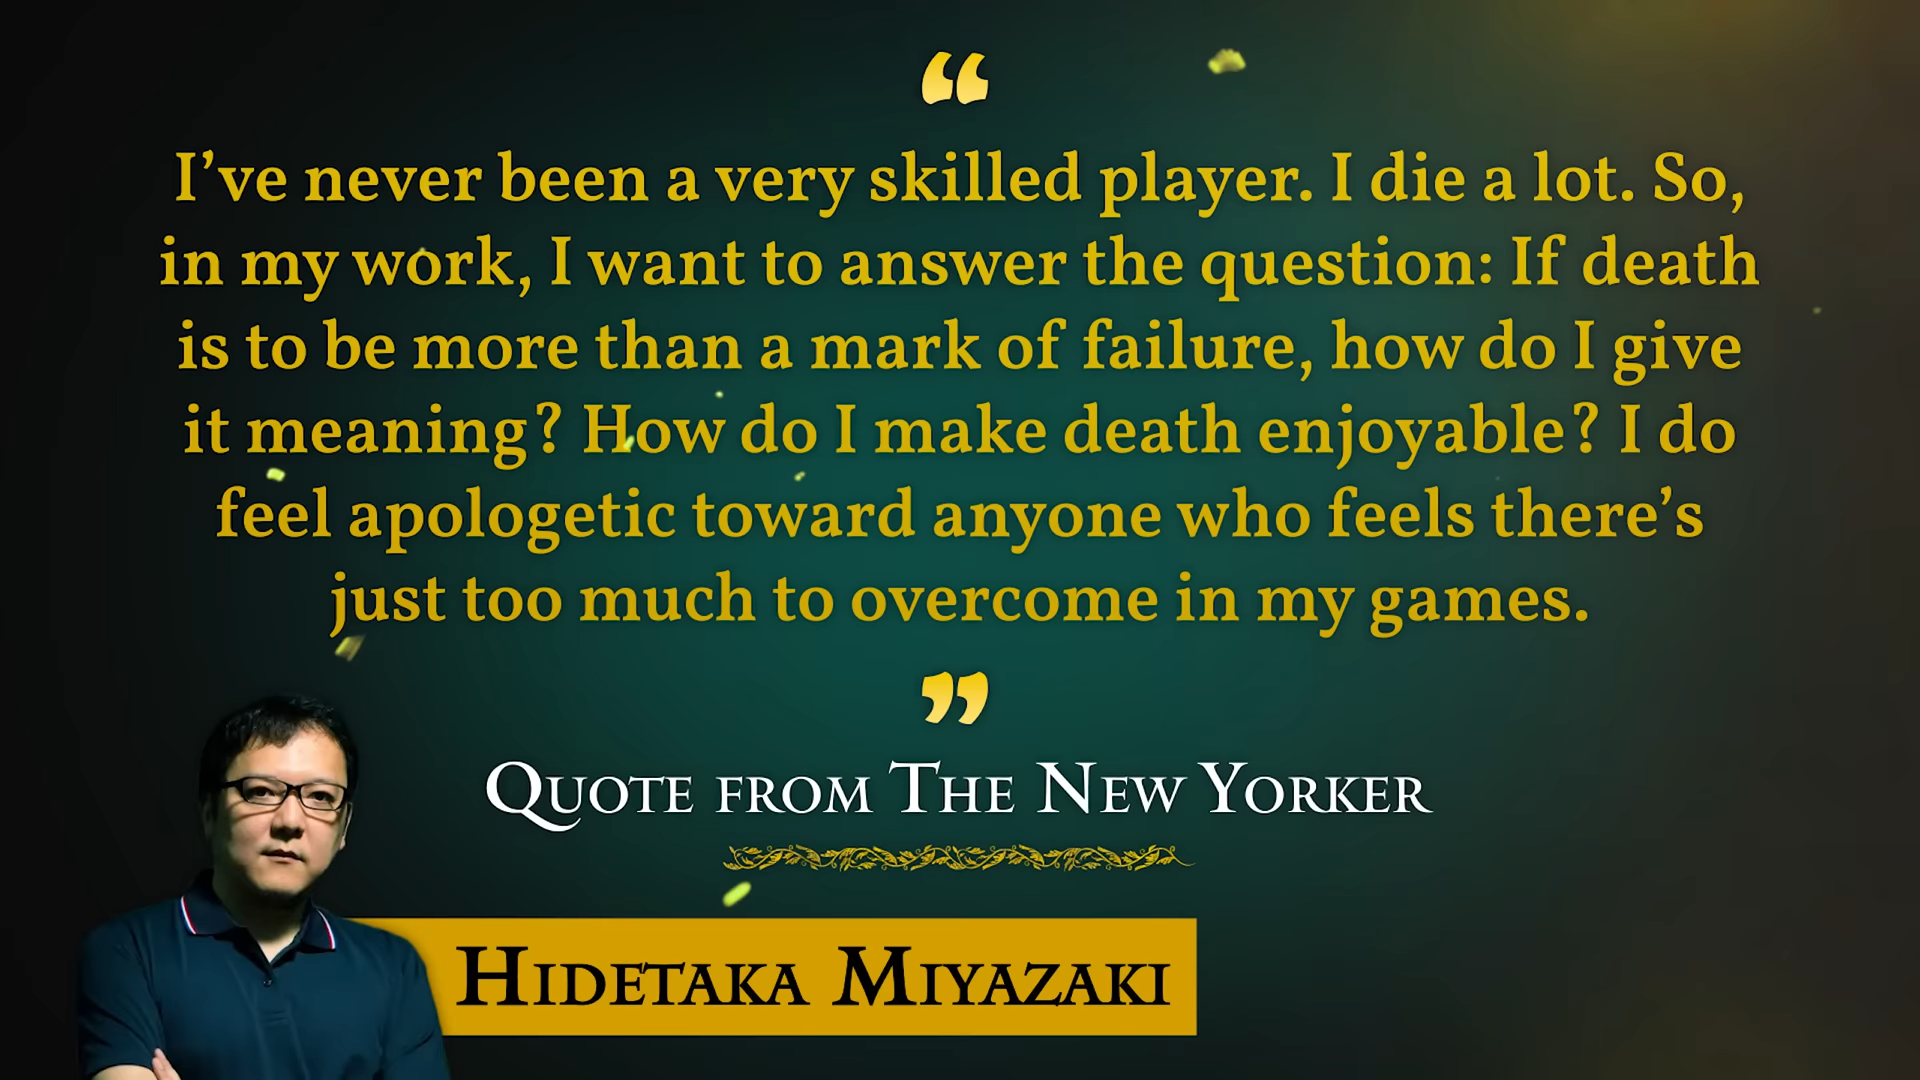 “
I’ve never been a very skilled player. I die a lot. So,
in my work, I want to answer the question: If death
is to be more than a mark of failure, how do I give
it meaning? How do I make death enjoyable? I do
feel apologetic toward anyone who feels there’s
just too much to overcome in my games.
”
Quote from The New Yorker
Hidetaka Miyazaki